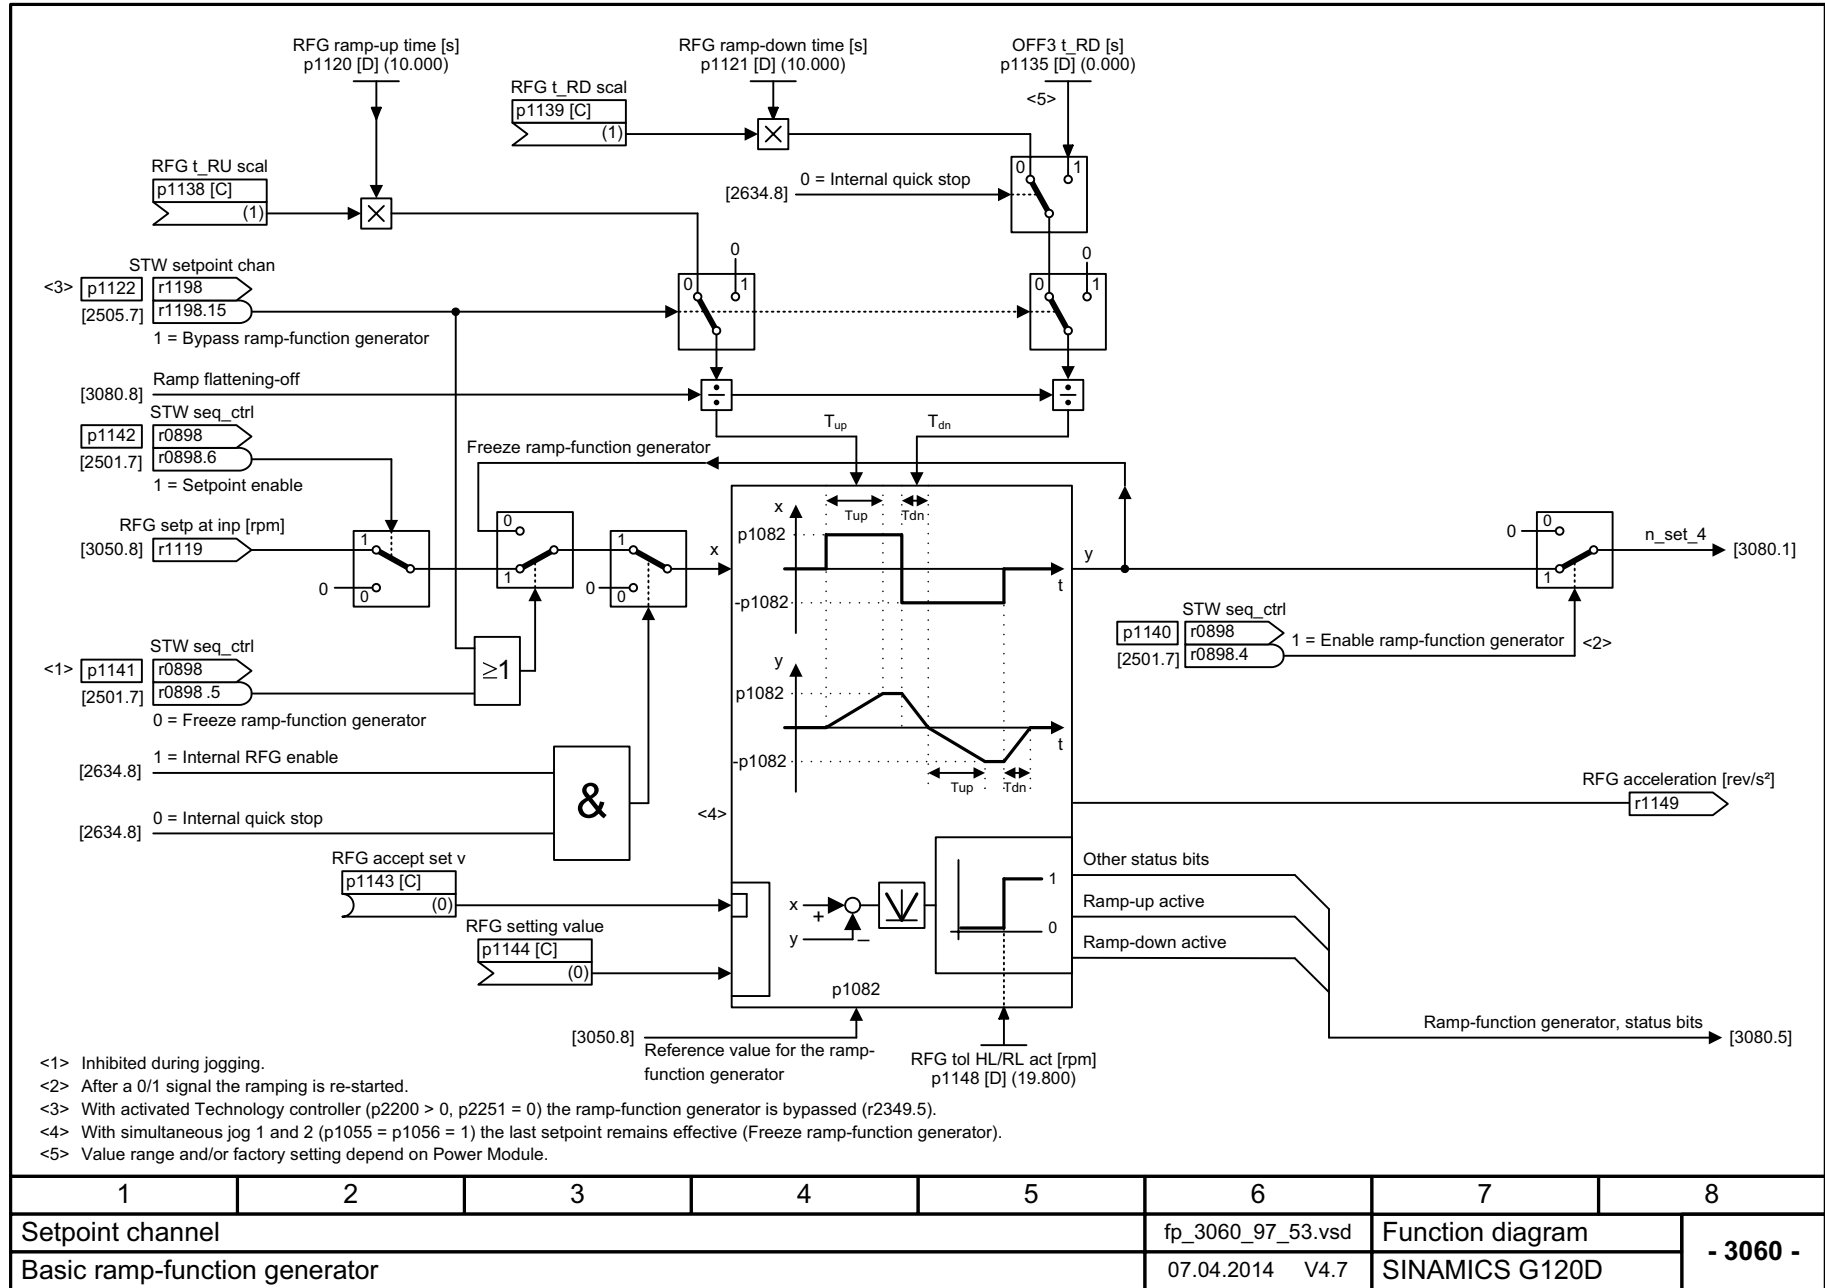 RFG ramp-up time [s]
p1120 [D] (10.000)
RFG ramp-down time [s]
p1121 [D] (10.000)
OFF3 t_RD [s]
p1135 [D] (0.000)
<5>
RFG t_RD scal
p1139 [C]
(1)
RFG t_RU scal
p1138 [C]
(1)
0 1
[2634.8] 0 = Internal quick stop
STW setpoint chan
<3> p1122 r1198
[2505.7] r1198.15
1 = Bypass ramp-function generator
0
0 1
0
0 1
[3080.8] Ramp flattening-off
÷
÷
STW seq_ctrl
p1142 r0898
[2501.7] r0898.6
1 = Setpoint enable
Tup
Tdn
Freeze ramp-function generator
RFG setp at inp [rpm]
[3050.8] r1119
1
0
0
0
1
1
0
0
x
x
Tup Tdn
p1082
-p1082
t
y
p1082
-p1082
t
Tup Tdn
y
0
0
1
n_set_4
[3080.1]
STW seq_ctrl
p1140 r0898
[2501.7] r0898.4
1 = Enable ramp-function generator <2>
STW seq_ctrl
<1> p1141 r0898
[2501.7] r0898 .5
0 = Freeze ramp-function generator
≥1
[2634.8] 1 = Internal RFG enable
[2634.8] 0 = Internal quick stop
&
<4>
RFG acceleration [rev/s²]
r1149
RFG accept set v
p1143 [C]
(0)
RFG setting value
p1144 [C]
(0)
x
+
y
–
1
0
p1082
Other status bits
Ramp-up active
Ramp-down active
Ramp-function generator, status bits
[3080.5]
[3050.8] Reference value for the ramp-
function generator
RFG tol HL/RL act [rpm]
p1148 [D] (19.800)
<1> Inhibited during jogging.
<2> After a 0/1 signal the ramping is re-started.
<3> With activated Technology controller (p2200 > 0, p2251 = 0) the ramp-function generator is bypassed (r2349.5).
<4> With simultaneous jog 1 and 2 (p1055 = p1056 = 1) the last setpoint remains effective (Freeze ramp-function generator).
<5> Value range and/or factory setting depend on Power Module.
1 2 3 4 5 6 7 8
Setpoint channel
fp_3060_97_53.vsd
Function diagram
- 3060 -
Basic ramp-function generator
07.04.2014 V4.7
SINAMICS G120D